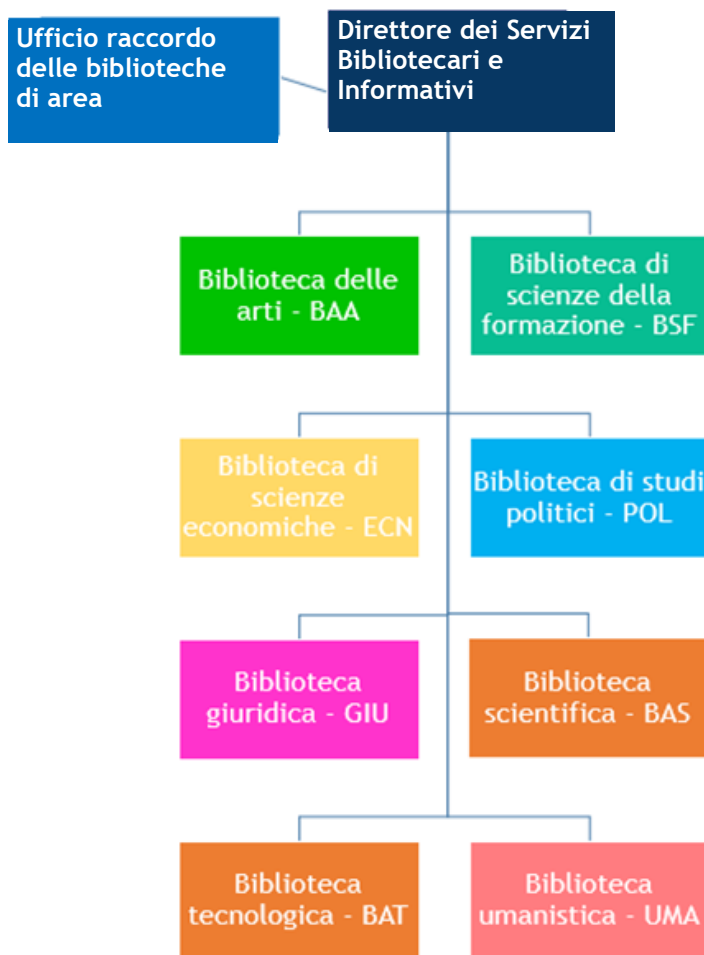 Ufficio raccordo
delle biblioteche
di area
Direttore dei Servizi
Bibliotecari e
Informativi
Biblioteca delle
arti - BAA
Biblioteca di
scienze della
formazione - BSF
Biblioteca di
scienze
economiche - ECN
Biblioteca di studi
politici - POL
Biblioteca
giuridica - GIU
Biblioteca
scientifica - BAS
Biblioteca
tecnologica - BAT
Biblioteca
umanistica - UMA